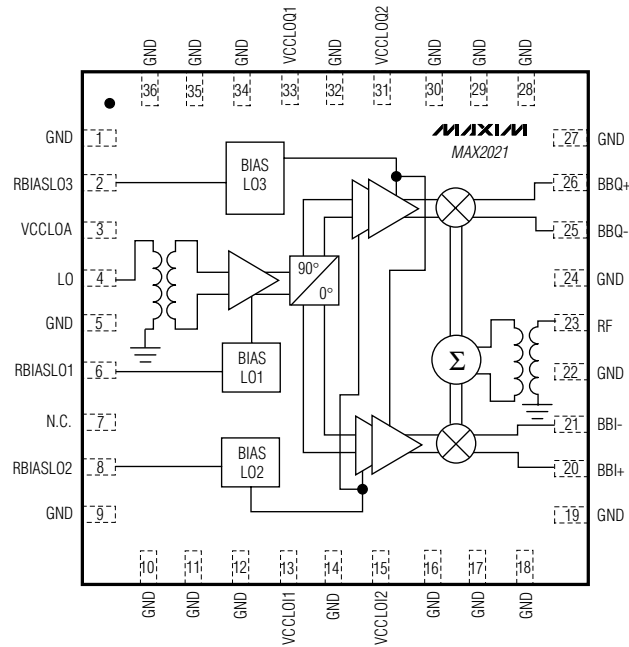 GND
GND
GND
VCCLOQ1
GND
VCCLOQ2
GND
GND
GND
36
35
34
33
32
31
30
29
28
MAXIM
MAX2021
GND
1
RBIASLO3
2
VCCLOA
3
LO
4
GND
5
RBIASLO1
6
N.C.
7
RBIASLO2
8
GND
9
BIAS
LO3
90°
0°
BIAS
LO1
BIAS
LO2
Σ
27
GND
26
BBQ+
25
BBQ-
24
GND
23
RF
22
GND
21
BBI-
20
BBI+
19
GND
10
11
12
13
14
15
16
17
18
GND
GND
GND
VCCLOI1
GND
VCCLOI2
GND
GND
GND